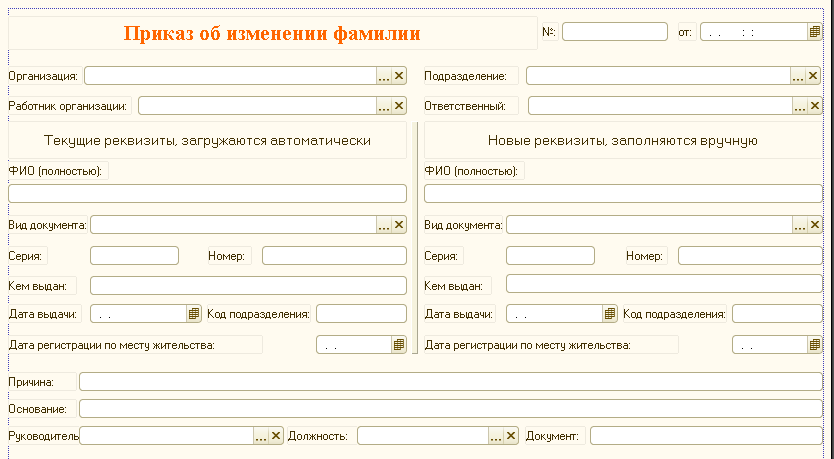 Приказ об изменении фамилии №: от: . . : :
Организация: ... Подразделение: ...
Работник организации: ... Ответственный: ...
Текущие реквизиты, загружаются автоматически Новые реквизиты, заполняются вручную
ФИО (полностью): ФИО (полностью):
Вид документа: ... Вид документа: ...
Серия: Номер: Серия: Номер:
Кем выдан: Кем выдан:
Дата выдачи: . . Код подразделения: Дата выдачи: . . Код подразделения:
Дата регистрации по месту жительства: . . Дата регистрации по месту жительства: . .
Причина:
Основание:
Руководитель ... Должность: ... Документ: